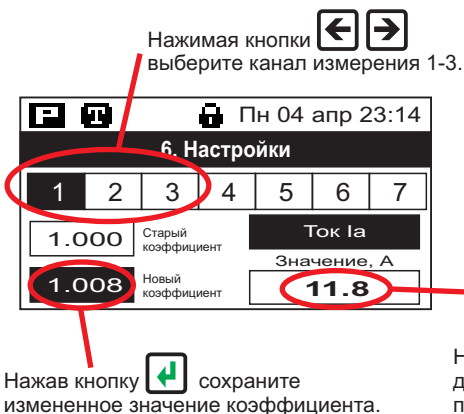 Нажимая кнопки
выберите канал измерения 1-3.
Пн 04 апр 23:14
6. Настройки
1 2 3 4 5 6 7
1.000 Старый коэффициент
Ток Ia
Значение, А
1.008 Новый коэффициент
11.8
Нажав кнопку сохраните
измененное значение коэффициента.